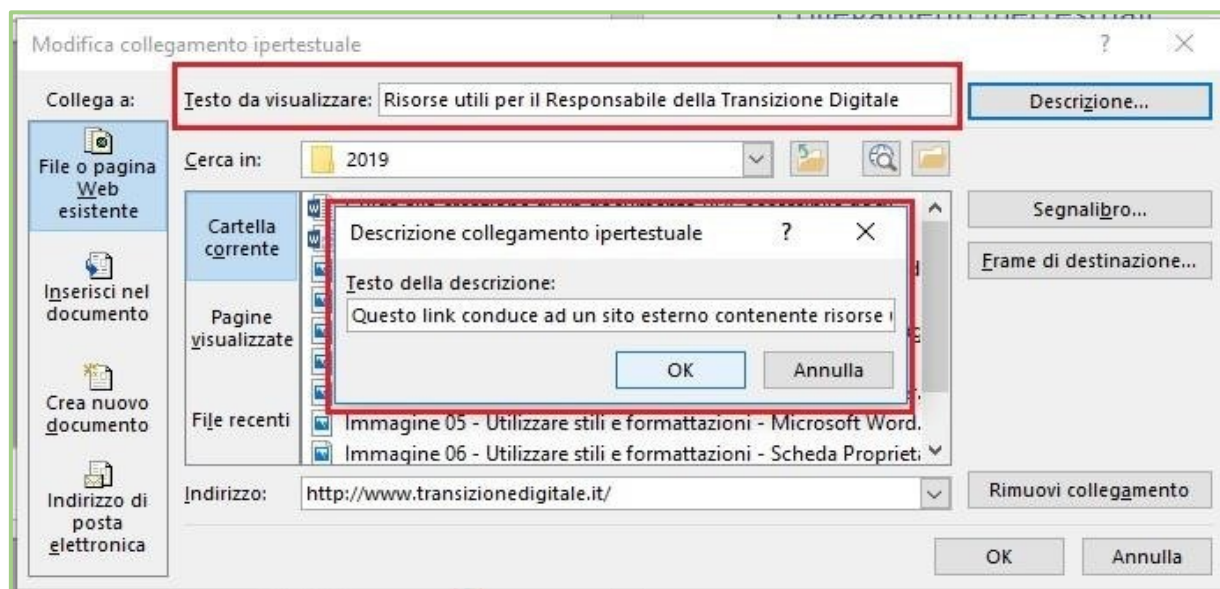 Modifica collegamento ipertestuale
? ×
Collega a:
Testo da visualizzare: Risorse utili per il Responsabile della Transizione Digitale
Descrizione...
File o pagina
Web
esistente
Cerca in: 2019
Cartella
corrente
Segnalibro...
Frame di destinazione...
Descrizione collegamento ipertestuale ? ×
Testo della descrizione:
Questo link conduce ad un sito esterno contenente risorse
OK Annulla
Inserisci nel
documento
Pagine
visualizzate
Crea nuovo
documento
File recenti
Immagine 05 - Utilizzare stili e formattazioni - Microsoft Word.
Immagine 06 - Utilizzare stili e formattazioni - Scheda
Indirizzo di
posta
elettronica
Indirizzo: http://www.transizionedigitale.it/
Rimuovi collegamento
OK Annulla